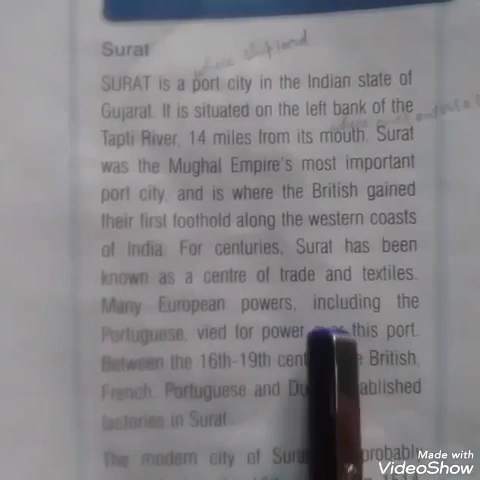 Surat
where ship land
SURAT is a port city in the Indian state of
Gujarat. It is situated on the left bank of the
Tapti River, 14 miles from its mouth. Surat
was the Mughal Empire's most important
port city, and is where the British gained
their first foothold along the western coasts
of India. For centuries, Surat has been
known as a centre of trade and textiles.
Many European powers, including the
Portuguese, vied for power this port.
Between the 16th-19th British,
French, Portuguese and
factories in Surat
The modern city of probably
Made with
VideoShow